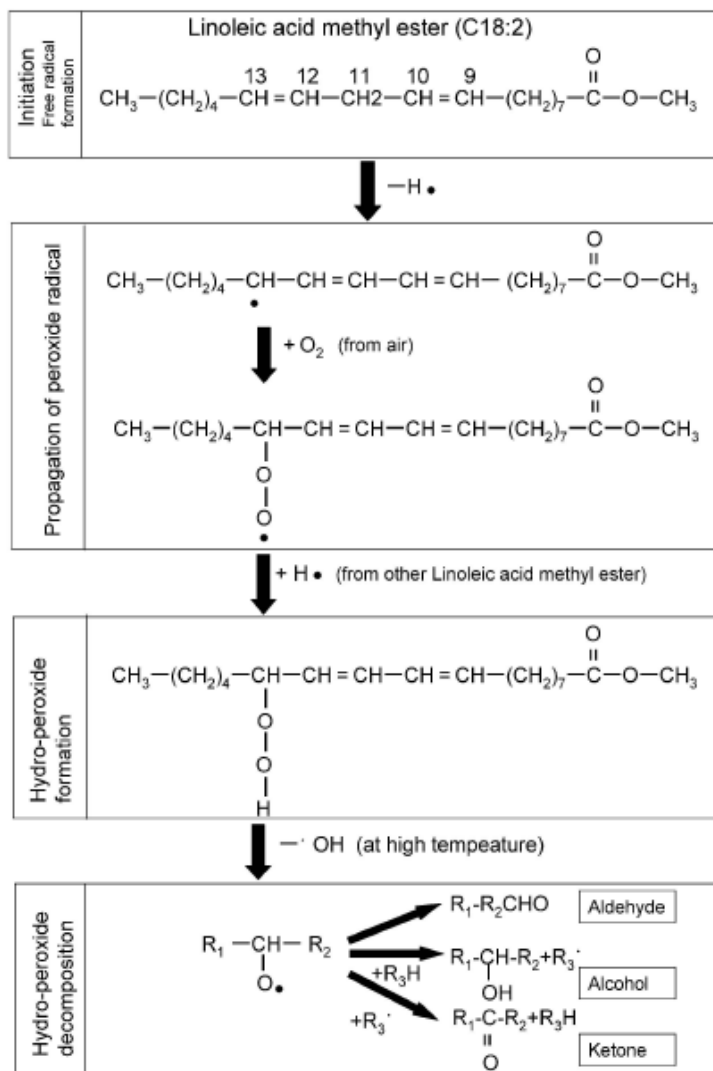 Linoleic acid methyl ester (C18:2)
Initiation
Free radical
formation
13 12 11 10 9
O
CH₃—(CH₂)₄—CH=CH—CH2—CH=CH—(CH₂)₇—C—O—CH₃
—H•
Propagation of peroxide radical
O
CH₃—(CH₂)₄—CH—CH=CH—CH=CH—(CH₂)₇—C—O—CH₃
•
+ O₂ (from air)
O
CH₃—(CH₂)₄—CH—CH=CH—CH=CH—(CH₂)₇—C—O—CH₃
O
O
•
+ H• (from other Linoleic acid methyl ester)
Hydro-peroxide
formation
O
CH₃—(CH₂)₄—CH—CH=CH—CH=CH—(CH₂)₇—C—O—CH₃
O
O
H
—˙OH (at high tempeature)
Hydro-peroxide
decomposition
R₁—CH—R₂
O•
R₁-R₂CHO Aldehyde
+R₃H
R₁-CH-R₂+R₃˙
OH
Alcohol
+R₃˙
R₁-C-R₂+R₃H
O
Ketone